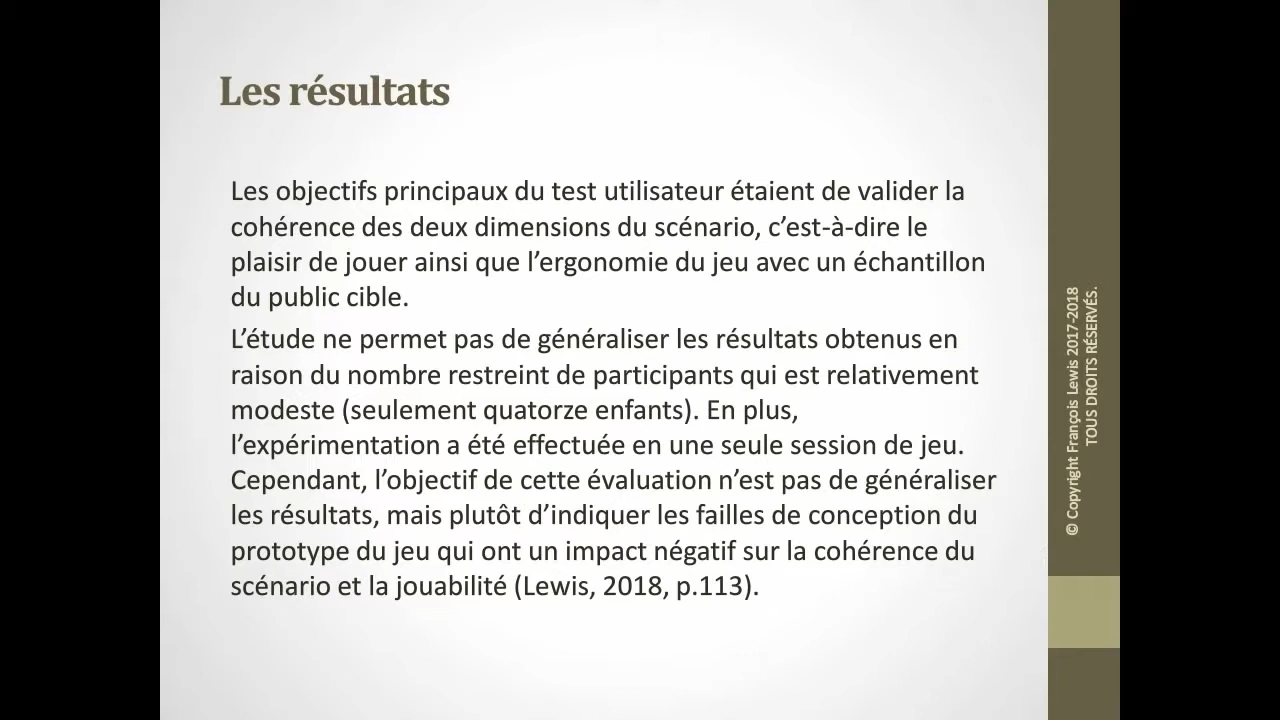 Les résultats
Les objectifs principaux du test utilisateur étaient de valider la
cohérence des deux dimensions du scénario, c’est-à-dire le
plaisir de jouer ainsi que l’ergonomie du jeu avec un échantillon
du public cible.
L’étude ne permet pas de généraliser les résultats obtenus en
raison du nombre restreint de participants qui est relativement
modeste (seulement quatorze enfants). En plus,
l’expérimentation a été effectuée en une seule session de jeu.
Cependant, l’objectif de cette évaluation n’est pas de généraliser
les résultats, mais plutôt d’indiquer les failles de conception du
prototype du jeu qui ont un impact négatif sur la cohérence du
scénario et la jouabilité (Lewis, 2018, p.113).
© Copyright François Lewis 2017-2018
TOUS DROITS RÉSERVÉS.